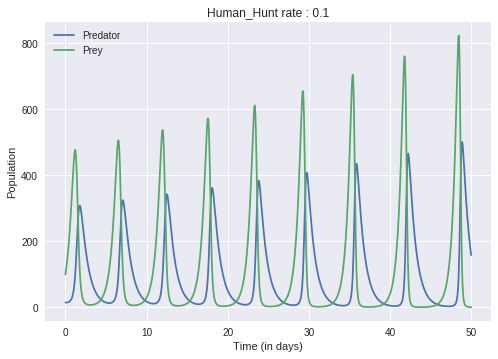 Human_Hunt rate : 0.1
Predator
Prey
800
600
400
200
0
Population
0 10 20 30 40 50
Time (in days)